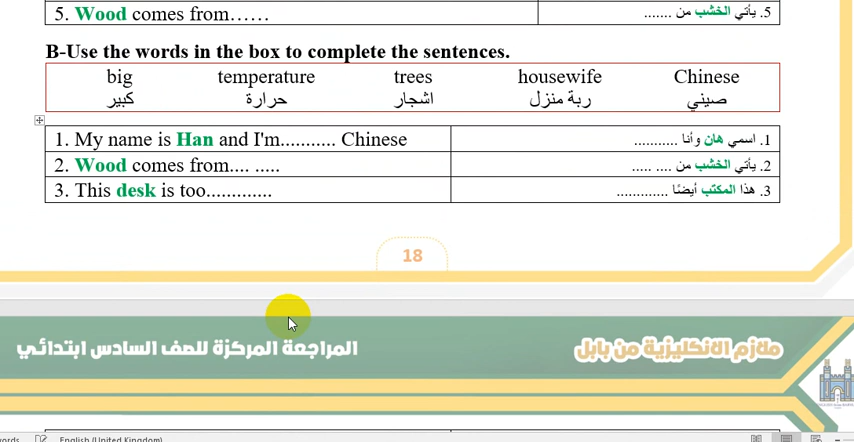 5. Wood comes from…… 5. يأتي الخشب من .......
B-Use the words in the box to complete the sentences.
big temperature trees housewife Chinese
كبير حرارة اشجار ربة منزل صيني
1. My name is Han and I'm........... Chinese 1. اسمي هان وأنا ...........
2. Wood comes from.... ..... 2. يأتي الخشب من .... .....
3. This desk is too............. 3. هذا المكتب أيضًا .............
18
المراجعة المركزة للصف السادس ابتدائي ملازم الانكليزية من بابل
English (United Kingdom)